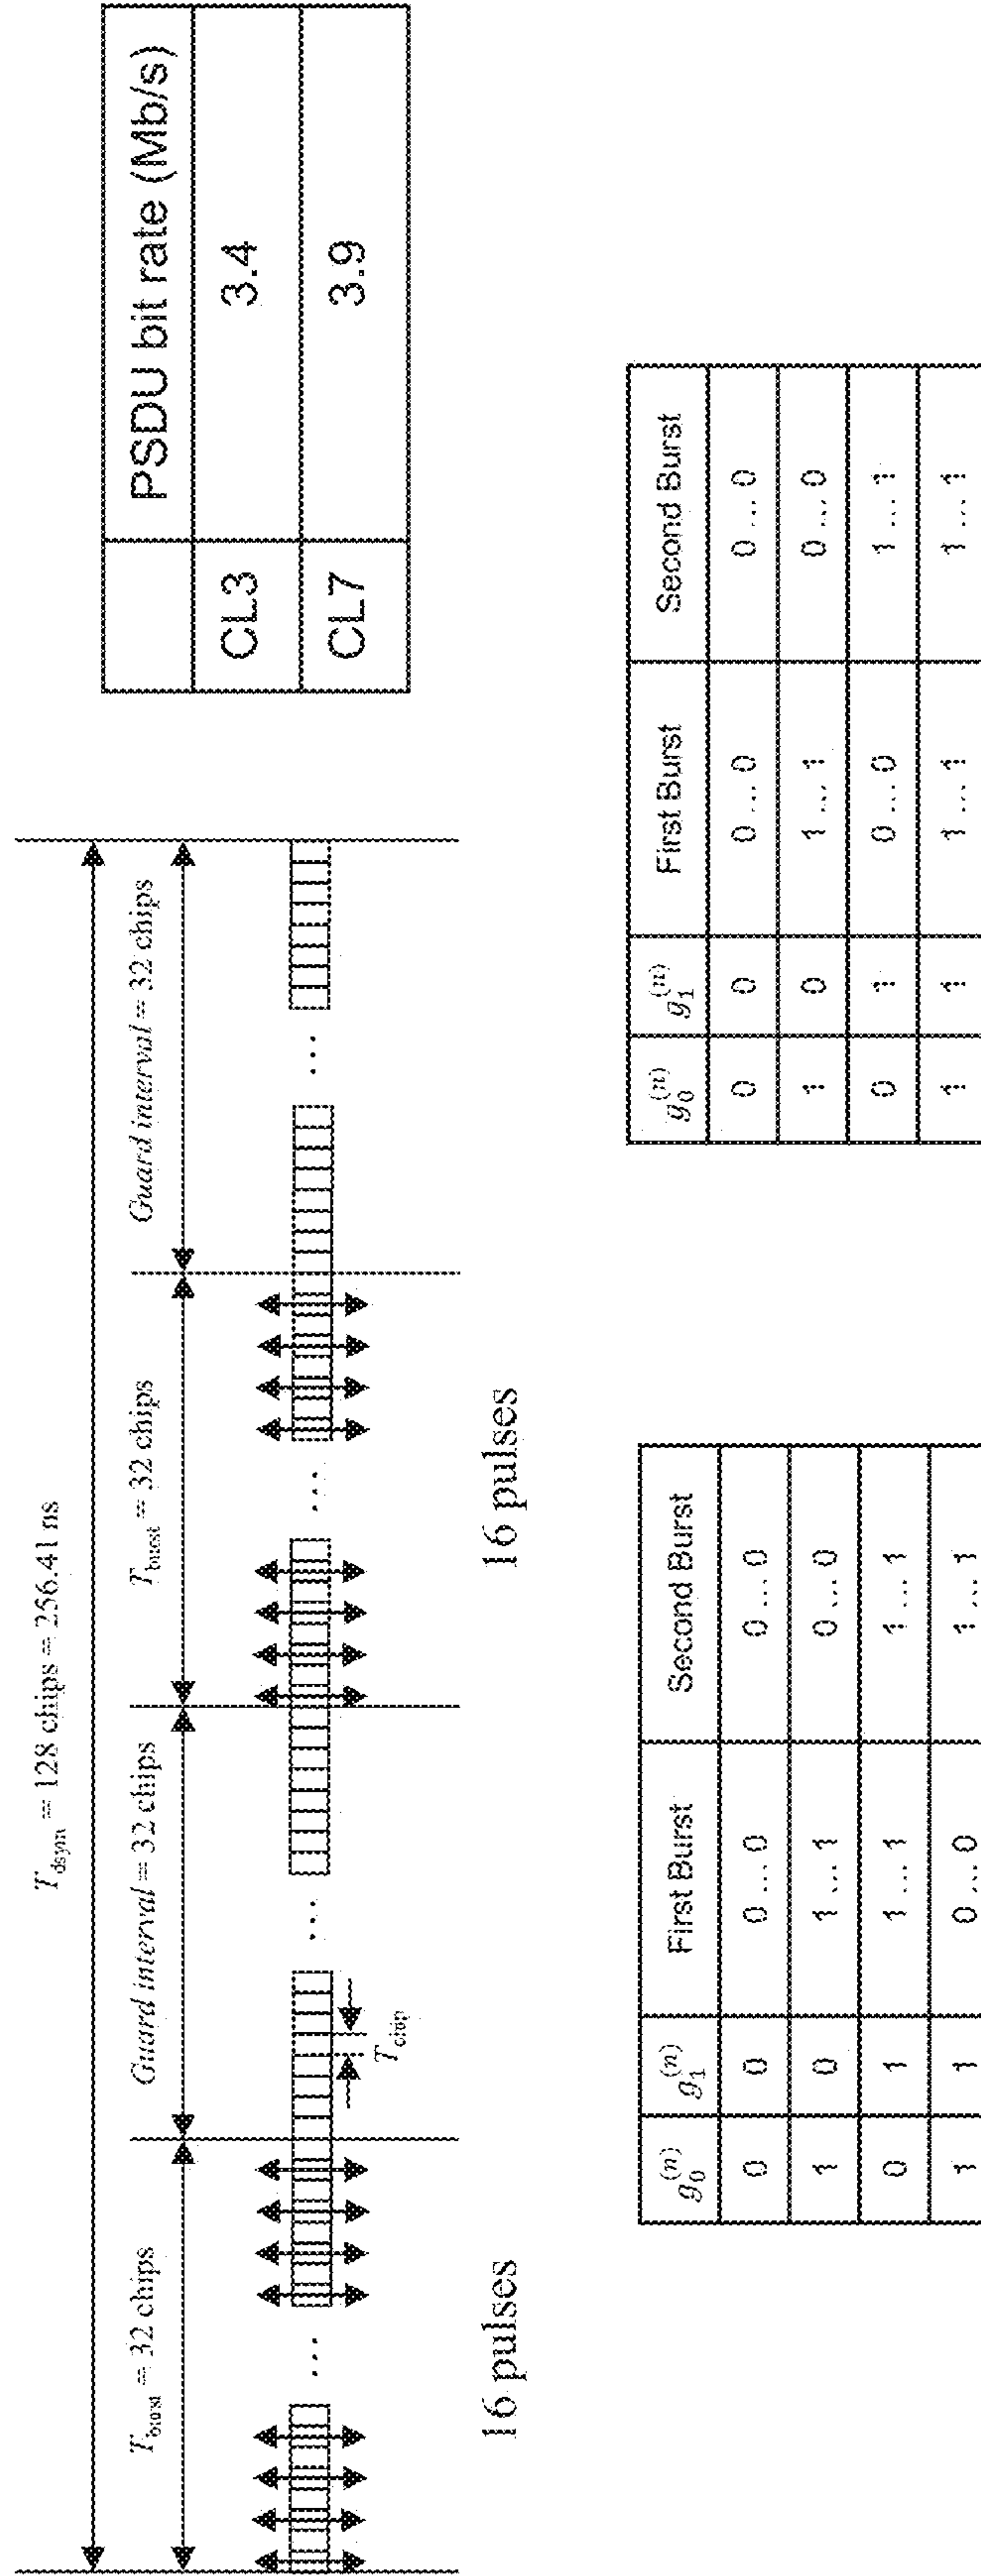 T_dsym = 128 chips = 256.41 ns
T_burst = 32 chips
Guard interval = 32 chips
T_burst = 32 chips
Guard interval = 32 chips
...
...
...
...
T_chip
16 pulses
16 pulses
PSDU bit rate (Mb/s)
CL3 3.4
CL7 3.9
g_0^(n) g_1^(n) First Burst Second Burst
0 0 0 ... 0 0 ... 0
1 0 1 ... 1 0 ... 0
0 1 1 ... 1 1 ... 1
1 1 0 ... 0 1 ... 1
g_0^(n) g_1^(n) First Burst Second Burst
0 0 0 ... 0 0 ... 0
1 0 1 ... 1 0 ... 0
0 1 0 ... 0 1 ... 1
1 1 1 ... 1 1 ... 1